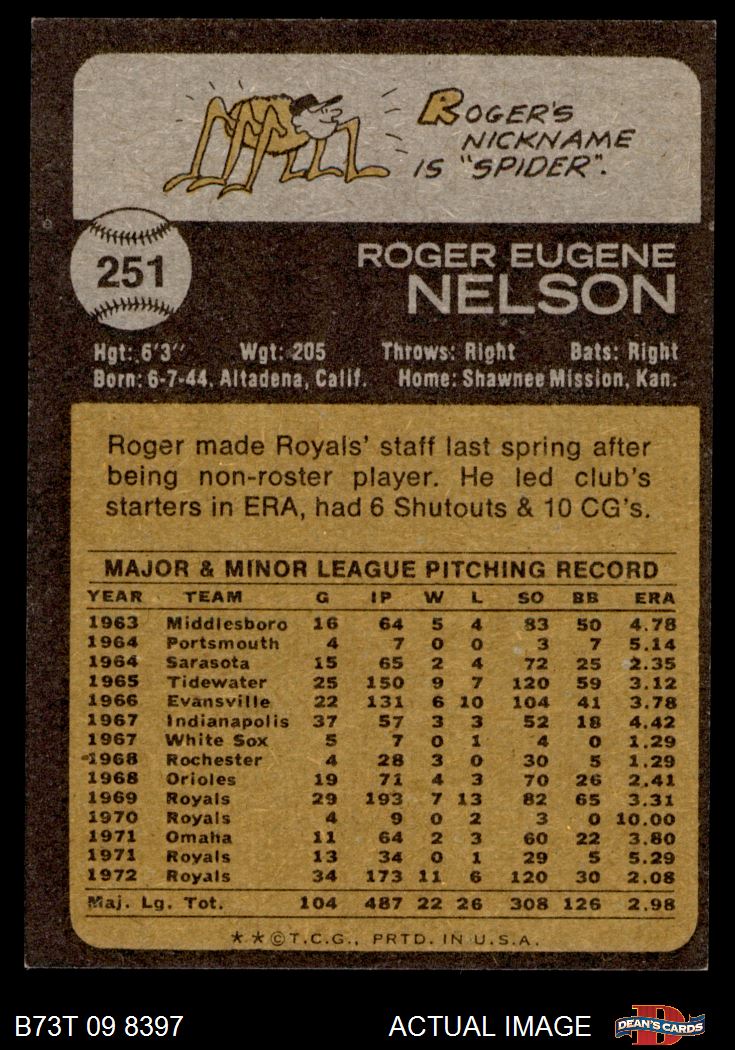 ROGER'S
NICKNAME
IS "SPIDER".
251
ROGER EUGENE
NELSON
Hgt: 6'3" Wgt: 205 Throws: Right Bats: Right
Born: 6-7-44, Altadena, Calif. Home: Shawnee Mission, Kan.
Roger made Royals' staff last spring after
being non-roster player. He led club's
starters in ERA, had 6 Shutouts & 10 CG's.
MAJOR & MINOR LEAGUE PITCHING RECORD
YEAR TEAM G IP W L SO BB ERA
1963 Middlesboro 16 64 5 4 83 50 4.78
1964 Portsmouth 4 7 0 0 3 7 5.14
1964 Sarasota 15 65 2 4 72 25 2.35
1965 Tidewater 25 150 9 7 120 59 3.12
1966 Evansville 22 131 6 10 104 41 3.78
1967 Indianapolis 37 57 3 3 52 18 4.42
1967 White Sox 5 7 0 1 4 0 1.29
1968 Rochester 4 28 3 0 30 5 1.29
1968 Orioles 19 71 4 3 70 26 2.41
1969 Royals 29 193 7 13 82 65 3.31
1970 Royals 4 9 0 2 3 0 10.00
1971 Omaha 11 64 2 3 60 22 3.80
1971 Royals 13 34 0 1 29 5 5.29
1972 Royals 34 173 11 6 120 30 2.08
Maj. Lg. Tot. 104 487 22 26 308 126 2.98
* * © T.C.G., PRTD. IN U.S.A.
B73T 09 8397 ACTUAL IMAGE DEAN'S CARDS